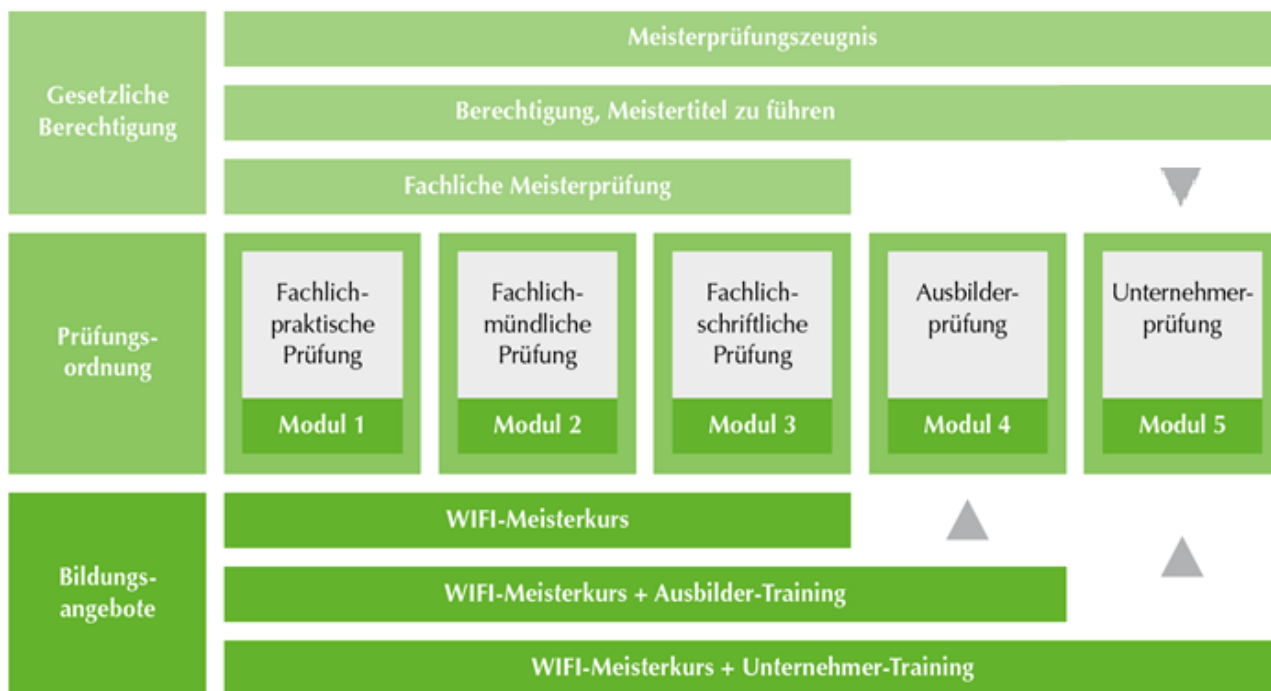 Gesetzliche
Berechtigung
Meisterprüfungszeugnis
Berechtigung, Meistertitel zu führen
Fachliche Meisterprüfung
Prüfungs-
ordnung
Fachlich-
praktische
Prüfung
Modul 1
Fachlich-
mündliche
Prüfung
Modul 2
Fachlich-
schriftliche
Prüfung
Modul 3
Ausbilder-
prüfung
Modul 4
Unternehmer-
prüfung
Modul 5
Bildungs-
angebote
WIFI-Meisterkurs
WIFI-Meisterkurs + Ausbilder-Training
WIFI-Meisterkurs + Unternehmer-Training